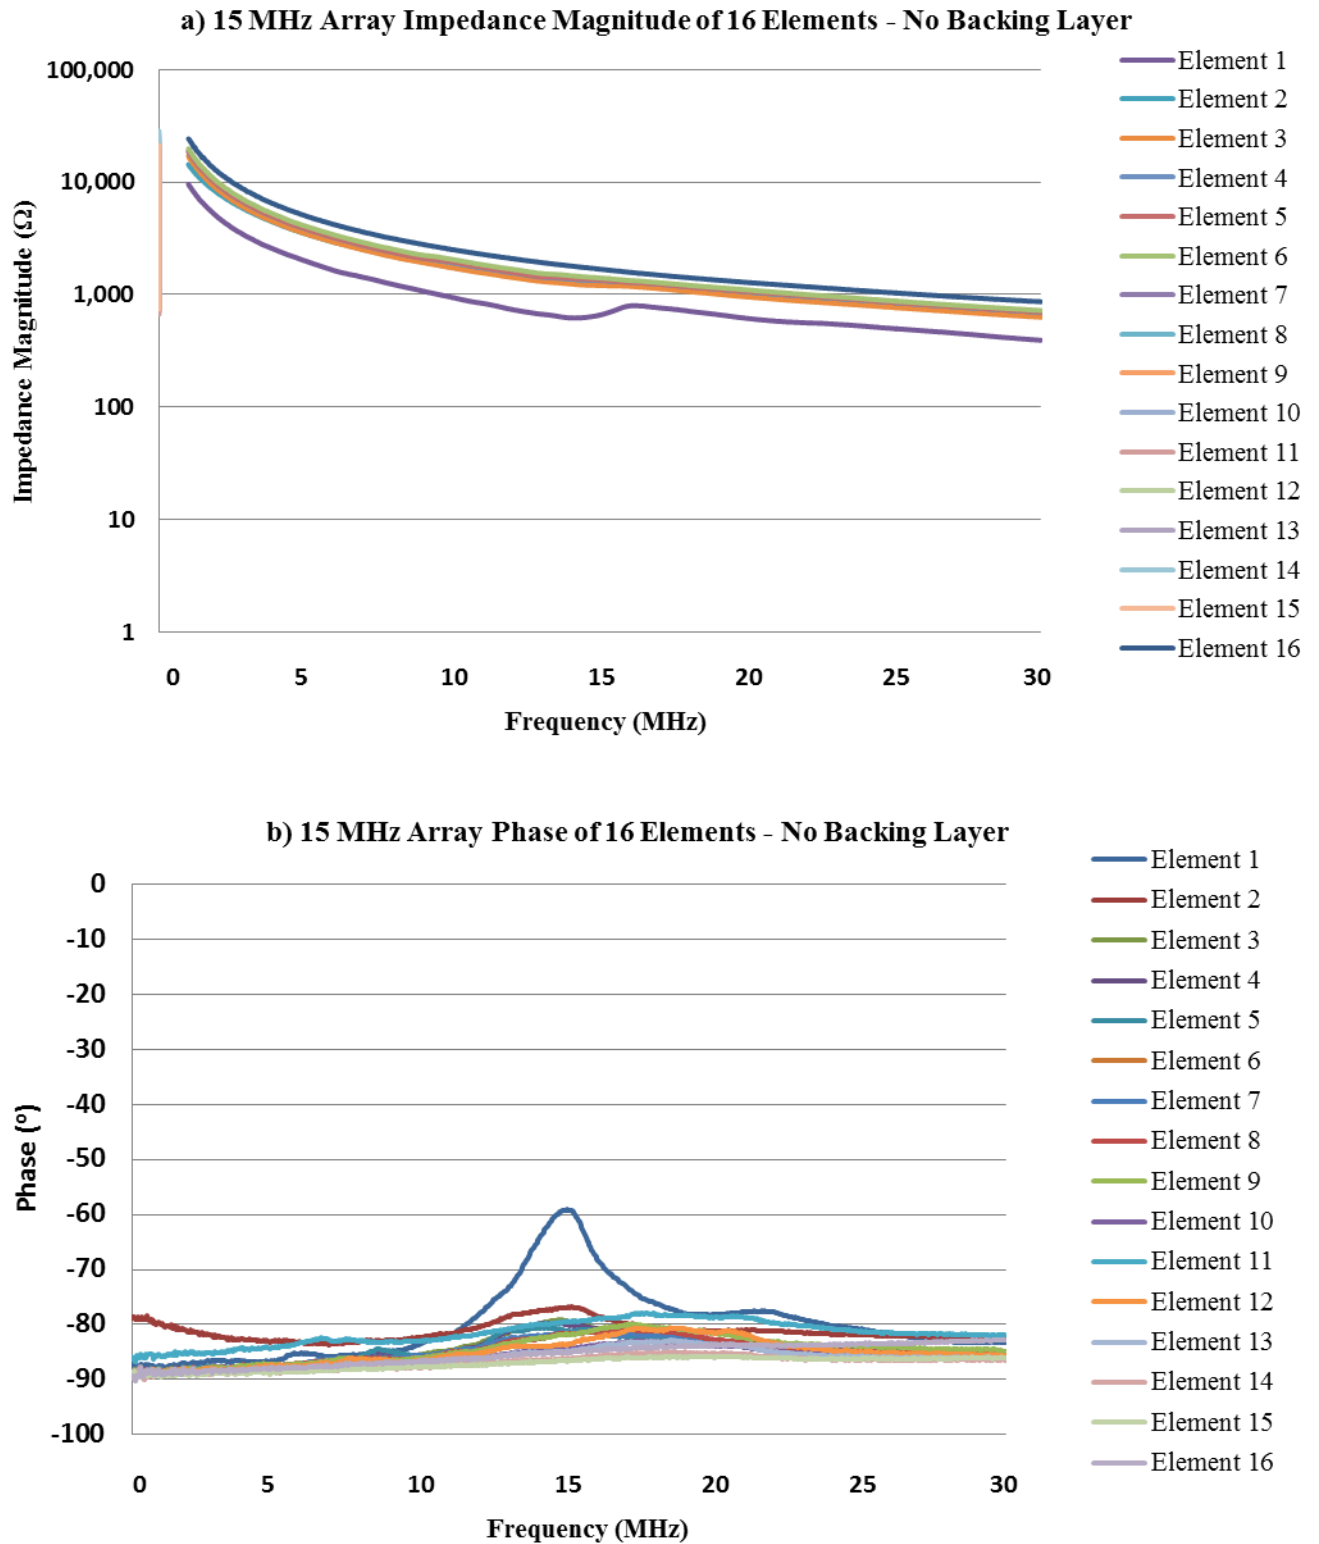 a) 15 MHz Array Impedance Magnitude of 16 Elements - No Backing Layer
100,000
10,000
1,000
100
10
1
Impedance Magnitude (Ω)
0 5 10 15 20 25 30
Frequency (MHz)
Element 1
Element 2
Element 3
Element 4
Element 5
Element 6
Element 7
Element 8
Element 9
Element 10
Element 11
Element 12
Element 13
Element 14
Element 15
Element 16
b) 15 MHz Array Phase of 16 Elements - No Backing Layer
0
-10
-20
-30
-40
-50
-60
-70
-80
-90
-100
Phase (°)
0 5 10 15 20 25 30
Frequency (MHz)
Element 1
Element 2
Element 3
Element 4
Element 5
Element 6
Element 7
Element 8
Element 9
Element 10
Element 11
Element 12
Element 13
Element 14
Element 15
Element 16